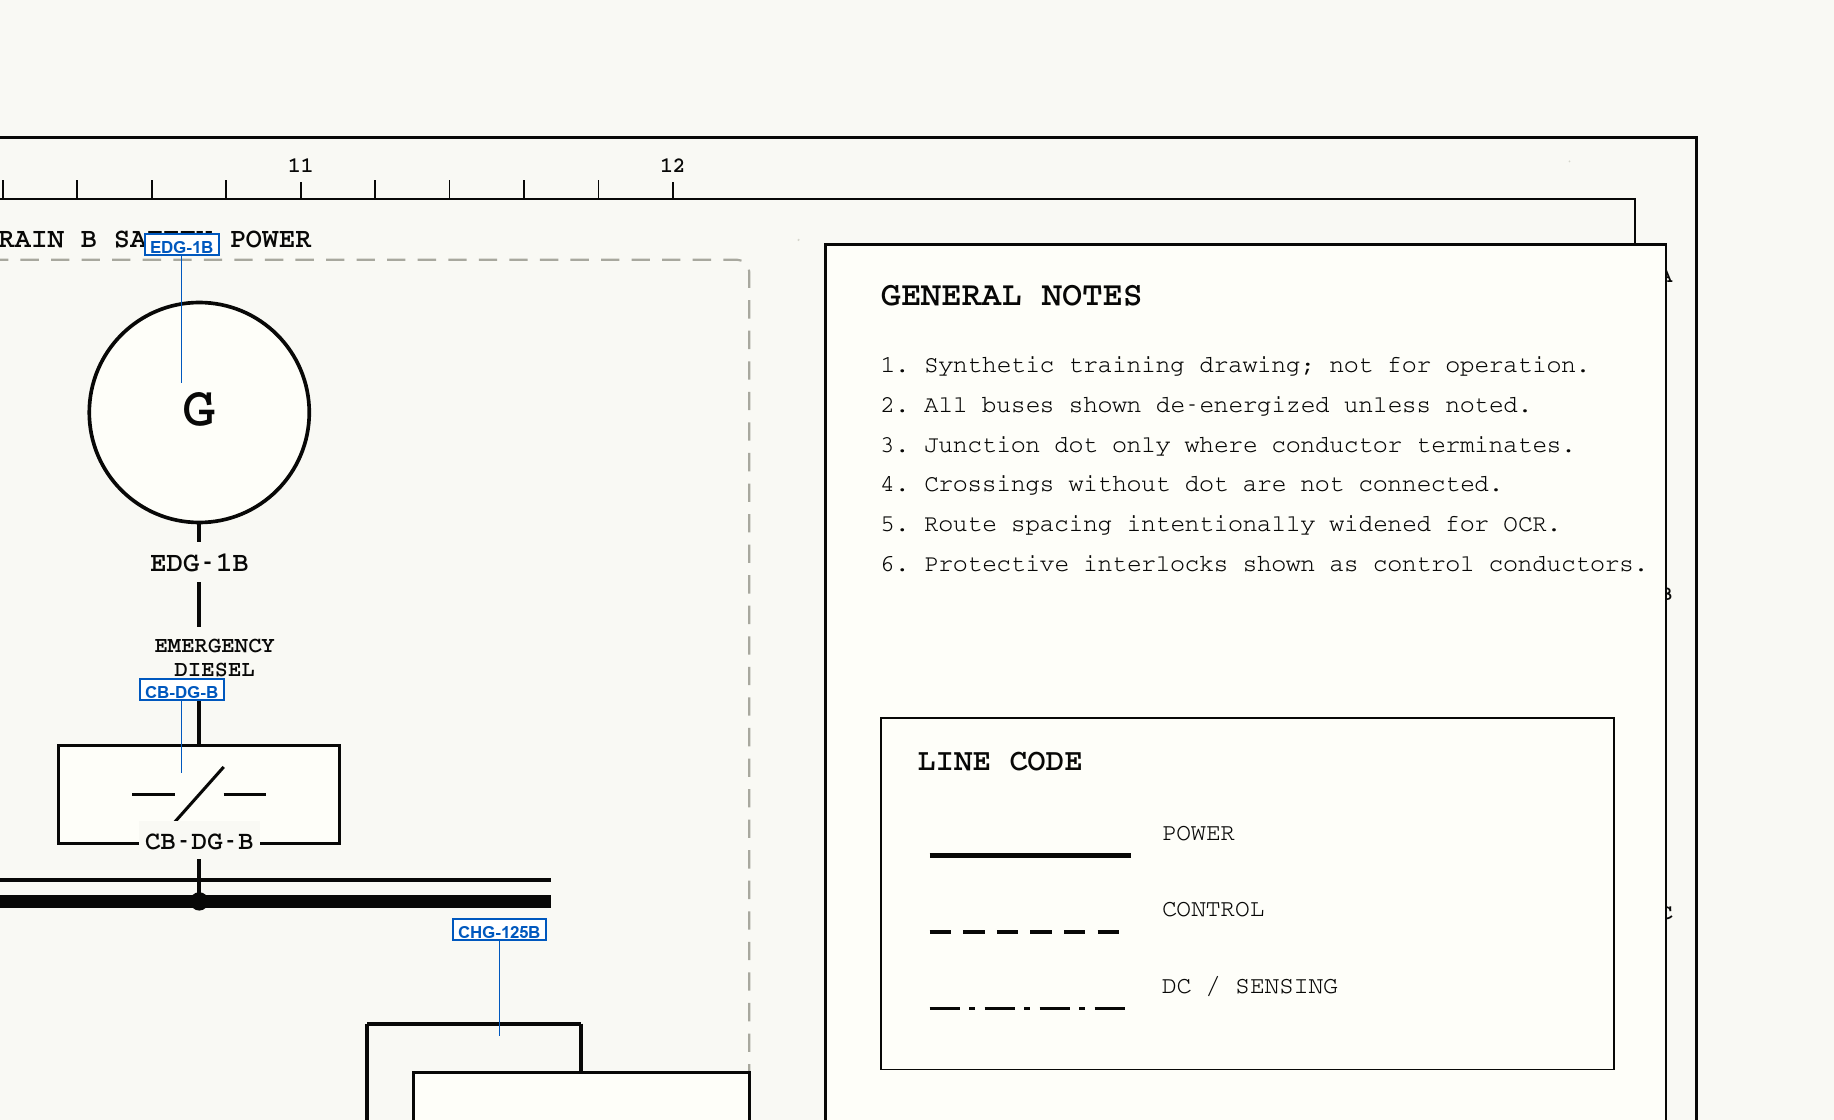 11
12
RAIN B SAFETY POWER
EDG-1B
G
EDG-1B
EMERGENCY
DIESEL
CB-DG-B
CB-DG-B
CHG-125B
GENERAL NOTES
1. Synthetic training drawing; not for operation.
2. All buses shown de-energized unless noted.
3. Junction dot only where conductor terminates.
4. Crossings without dot are not connected.
5. Route spacing intentionally widened for OCR.
6. Protective interlocks shown as control conductors.
LINE CODE
POWER
CONTROL
DC / SENSING